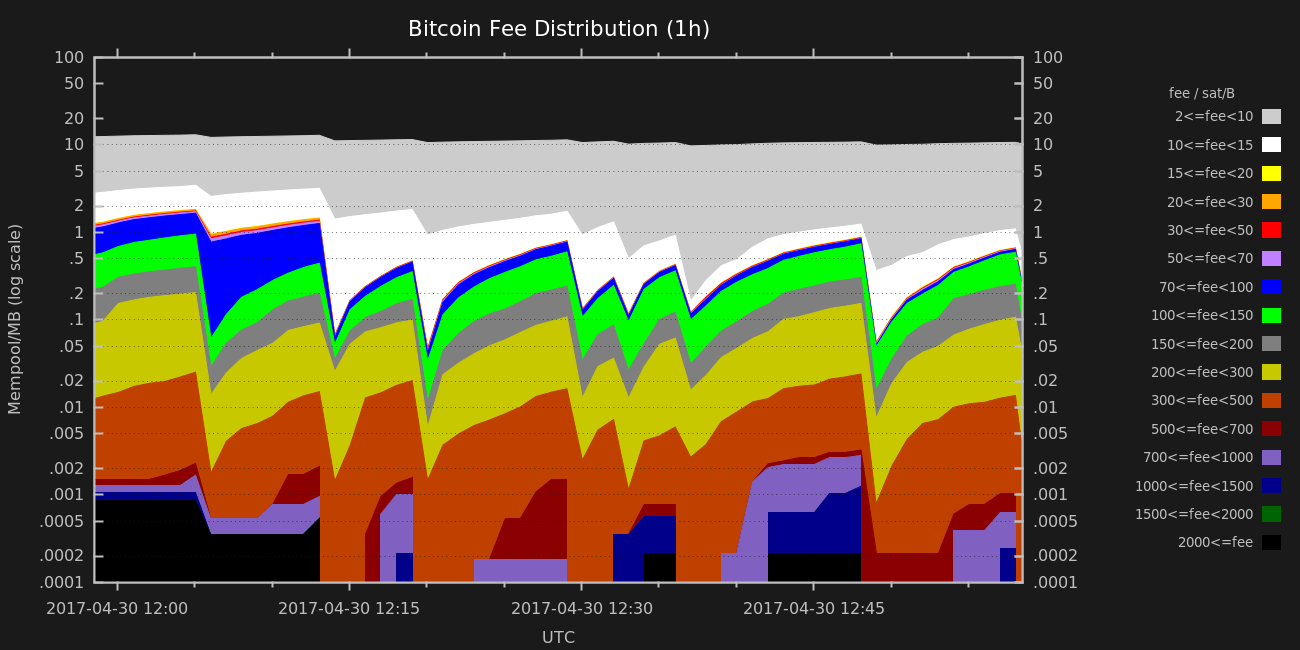 Bitcoin Fee Distribution (1h)
100
50
20
10
5
2
1
.5
.2
.1
.05
.02
.01
.005
.002
.001
.0005
.0002
.0001
Mempool/MB (log scale)
100
50
20
10
5
2
1
.5
.2
.1
.05
.02
.01
.005
.002
.001
.0005
.0002
.0001
2017-04-30 12:00
2017-04-30 12:15
2017-04-30 12:30
2017-04-30 12:45
UTC
fee / sat/B
2<=fee<10
10<=fee<15
15<=fee<20
20<=fee<30
30<=fee<50
50<=fee<70
70<=fee<100
100<=fee<150
150<=fee<200
200<=fee<300
300<=fee<500
500<=fee<700
700<=fee<1000
1000<=fee<1500
1500<=fee<2000
2000<=fee